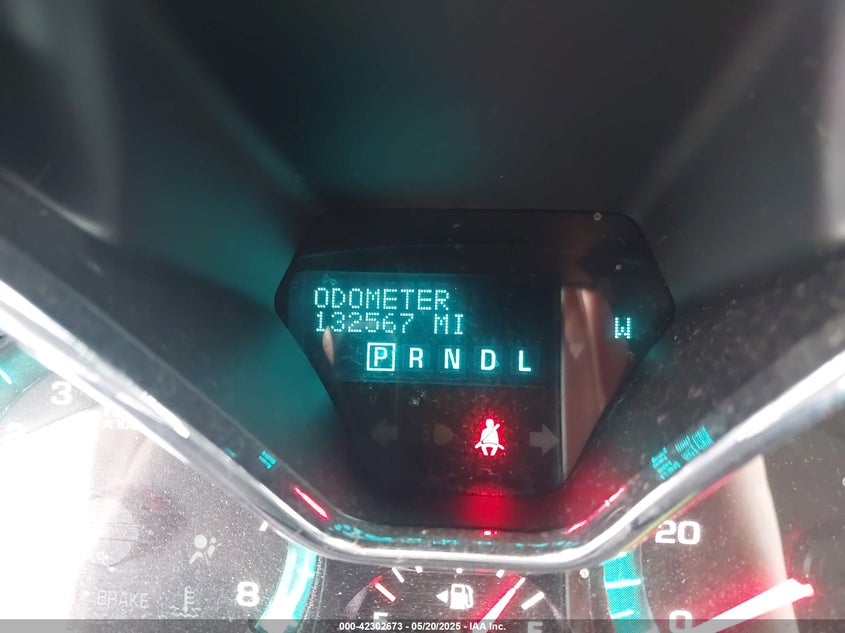 ODOMETER
132567 MI
W
P R N D L
3
20
BRAKE
8
0
E
000-42302673 - 05/20/2025 - IAA Inc.